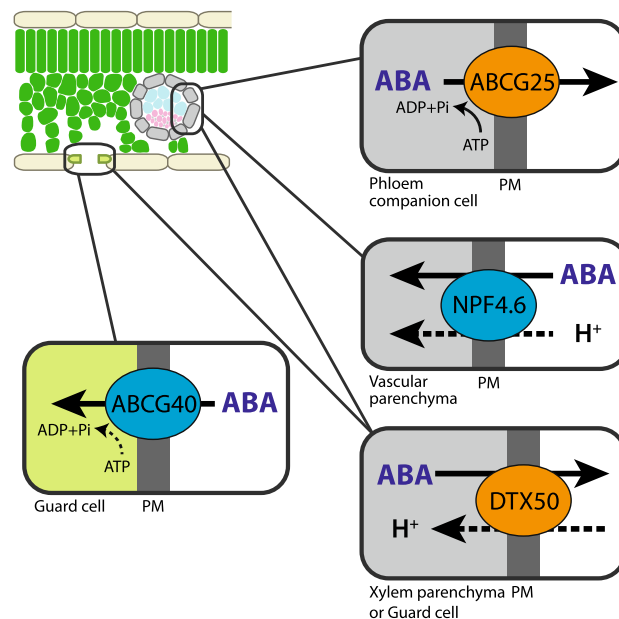 ABA ABCG25
ADP+Pi
ATP
Phloem PM
companion cell
ABA
NPF4.6
H+
Vascular PM
parenchyma
ABCG40 ABA
ADP+Pi
ATP
Guard cell PM
ABA
DTX50
H+
Xylem parenchyma PM
or Guard cell